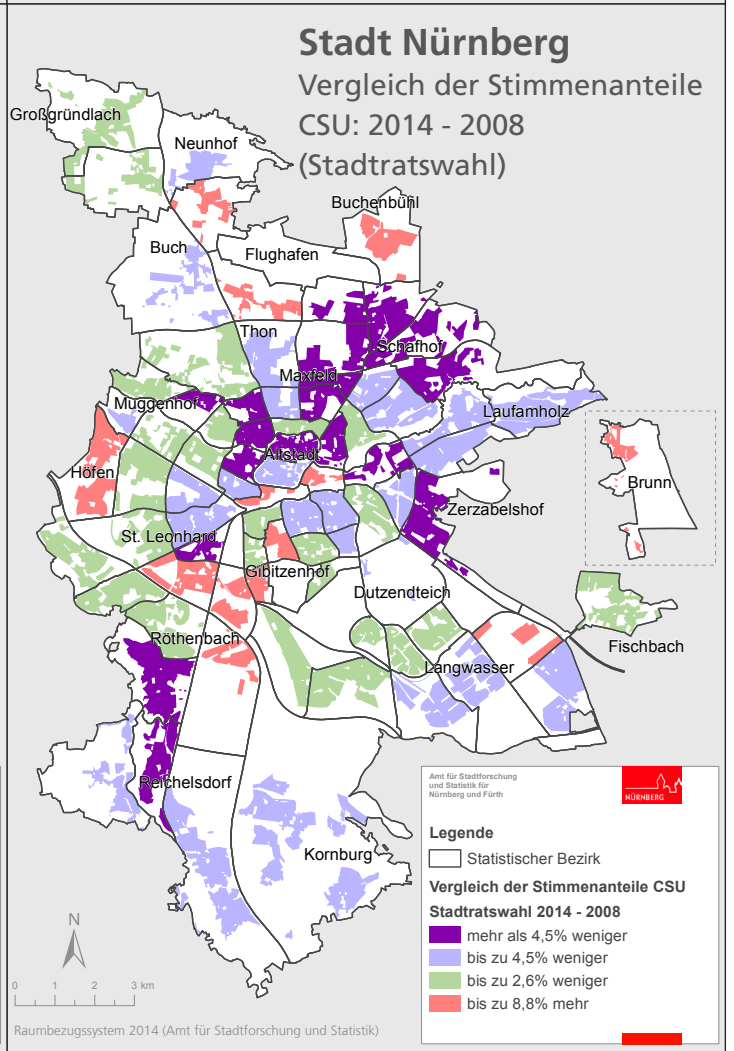 Stadt Nürnberg
Vergleich der Stimmenanteile
CSU: 2014 - 2008
(Stadtratswahl)
Großgründlach
Neunhof
Buchenbühl
Buch
Flughafen
Thon
Schafhof
Maxfeld
Muggenhof
Laufamholz
Altstadt
Höfen
Brunn
Zerzabelshof
St. Leonhard
Gibitzenhof
Dutzendteich
Röthenbach
Langwasser
Fischbach
Reichelsdorf
Kornburg
N
0 1 2 3 km
Raumbezugssystem 2014 (Amt für Stadtforschung und Statistik)
Amt für Stadtforschung
und Statistik für
Nürnberg und Fürth
NÜRNBERG
Legende
Statistischer Bezirk
Vergleich der Stimmenanteile CSU
Stadtratswahl 2014 - 2008
mehr als 4,5% weniger
bis zu 4,5% weniger
bis zu 2,6% weniger
bis zu 8,8% mehr